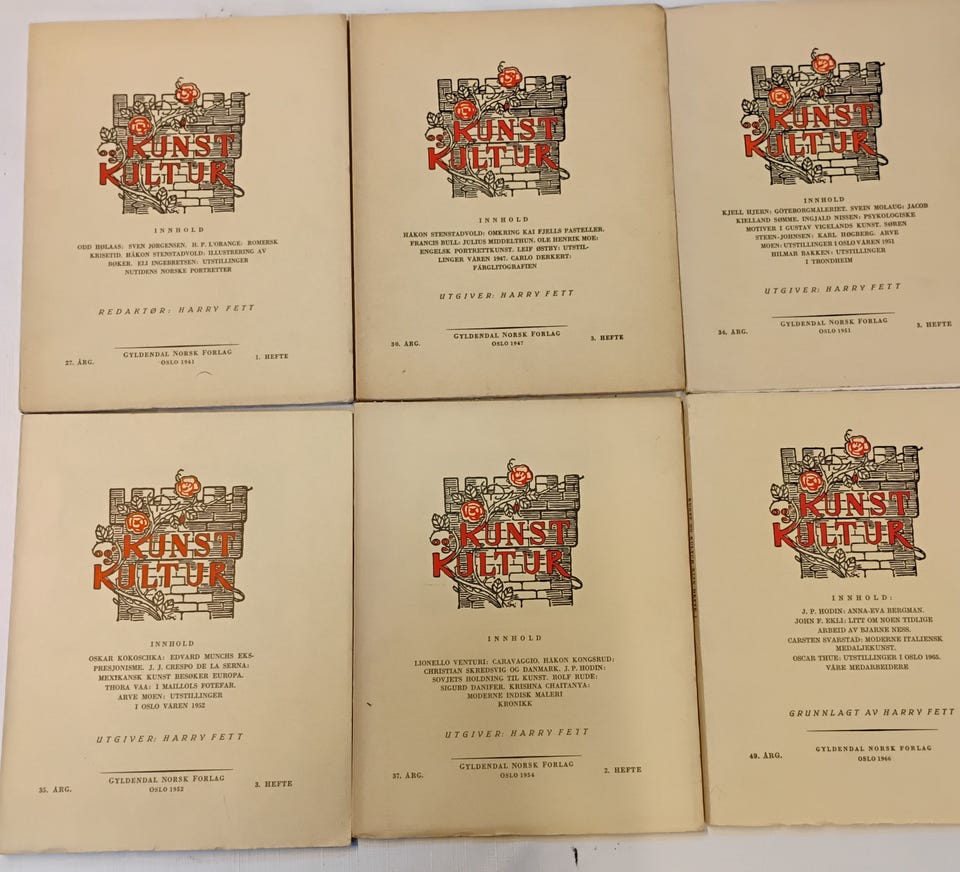 KUNST
KULTUR
INNHOLD
ODD HØLAAS: SVEN JØRGENSEN. H. P. L'ORANGE: ROMERSK
KRISETID. HÅKON STENSTADVOLD: ILLUSTRERING AV
BØKER. ELI INGEBRETSEN: UTSTILLINGER
NUTIDENS NORSKE PORTRETTER
REDAKTØR: HARRY FETT
GYLDENDAL NORSK FORLAG
27. ÅRG. OSLO 1941 1. HEFTE
KUNST
KULTUR
INNHOLD
HÅKON STENSTADVOLD: OMKRING KAI FJELLS PASTELLER.
FRANCIS BULL: JULIUS MIDDELTHUN. OLE HENRIK MOE:
ENGELSK PORTRETTKUNST. LEIF ØSTBY: UTSTIL-
LINGER VÅREN 1947. CARLO DERKERT:
FÄRGLITOGRAFIEN
UTGIVER: HARRY FETT
GYLDENDAL NORSK FORLAG
30. ÅRG. OSLO 1947 3. HEFTE
KUNST
KULTUR
INNHOLD
KJELL HJERN: GÖTEBORGMALERIET. SVEIN MOLAUG: JACOB
KIELLAND SØMME. INGJALD NISSEN: PSYKOLOGISKE
MOTIVER I GUSTAV VIGELANDS KUNST. SØREN
STEEN-JOHNSEN: KARL HØGBERG. ARVE
MOEN: UTSTILLINGER I OSLO VÅREN 1951
HILMAR BAKKEN: UTSTILLINGER
I TRONDHEIM
UTGIVER: HARRY FETT
GYLDENDAL NORSK FORLAG
34. ÅRG. OSLO 1951 3. HEFTE
KUNST
KULTUR
INNHOLD
OSKAR KOKOSCHKA: EDVARD MUNCHS EKS-
PRESJONISME. J. J. CRESPO DE LA SERNA:
MEXIKANSK KUNST BESØKER EUROPA.
THORA VAA: I MAILLOLS FOTEFAR.
ARVE MOEN: UTSTILLINGER
I OSLO VÅREN 1952
UTGIVER: HARRY FETT
GYLDENDAL NORSK FORLAG
35. ÅRG. OSLO 1952 3. HEFTE
KUNST
KULTUR
INNHOLD
LIONELLO VENTURI: CARAVAGGIO. HÅKON KONGSRUD:
CHRISTIAN SKREDSVIG OG DANMARK. J. P. HODIN:
SOVJETS HOLDNING TIL KUNST. ROLF RUDE:
SIGURD DANIFER. KRISHNA CHAITANYA:
MODERNE INDISK MALERI
KRONIKK
UTGIVER: HARRY FETT
GYLDENDAL NORSK FORLAG
37. ÅRG. OSLO 1954 2. HEFTE
KUNST
KULTUR
INNHOLD:
J. P. HODIN: ANNA-EVA BERGMAN.
JOHN F. EKLI: LITT OM NOEN TIDLIGE
ARBEID AV BJARNE NESS.
CARSTEN SVARSTAD: MODERNE ITALIENSK
MEDALJEKUNST.
OSCAR THUE: UTSTILLINGER I OSLO 1965.
VÅRE MEDARBEIDERE
GRUNNLAGT AV HARRY FETT
GYLDENDAL NORSK FORLAG
49. ÅRG. OSLO 1966